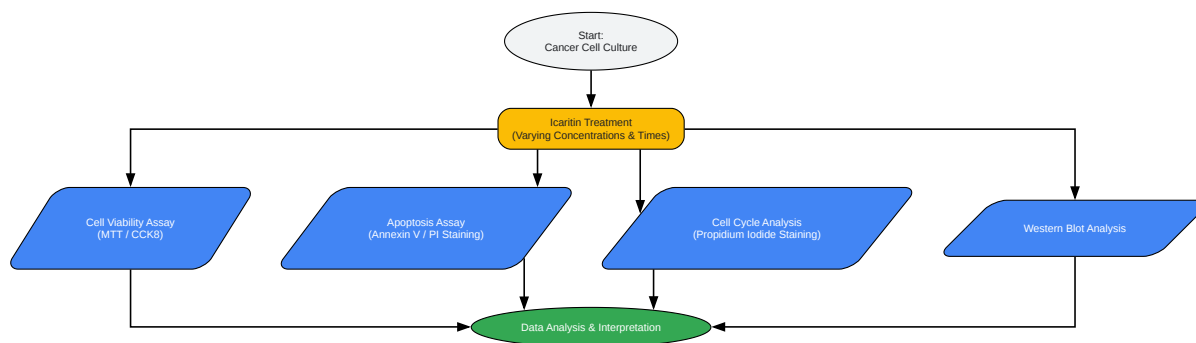 Start:
Cancer Cell Culture
Icaritin Treatment
(Varying Concentrations & Times)
Cell Viability Assay
(MTT / CCK8)
Apoptosis Assay
(Annexin V / PI Staining)
Cell Cycle Analysis
(Propidium Iodide Staining)
Western Blot Analysis
Data Analysis & Interpretation